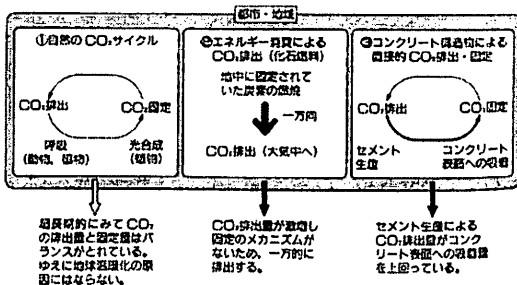 都市・地域
①自然のCO₂サイクル
CO₂排出
CO₂固定
呼吸
(動物、植物)
光合成
(植物)
②エネルギー消費による
CO₂排出(化石燃料)
地中に固定されて
いた炭素の燃焼
一方向
CO₂排出(大気中へ)
③コンクリート構造物による
直接的CO₂排出・固定
CO₂排出
CO₂固定
セメント
生産
コンクリート
表面への吸着
超長期的にみてCO₂
の排出量と固定量はバ
ランスがとれている。
ゆえに地球温暖化の原
因にはならない。
CO₂排出量が激増し
固定のメカニズムが
ないため、一方的に
排出する。
セメント生産による
CO₂排出量がコンク
リート表面への吸着量
を上回っている。